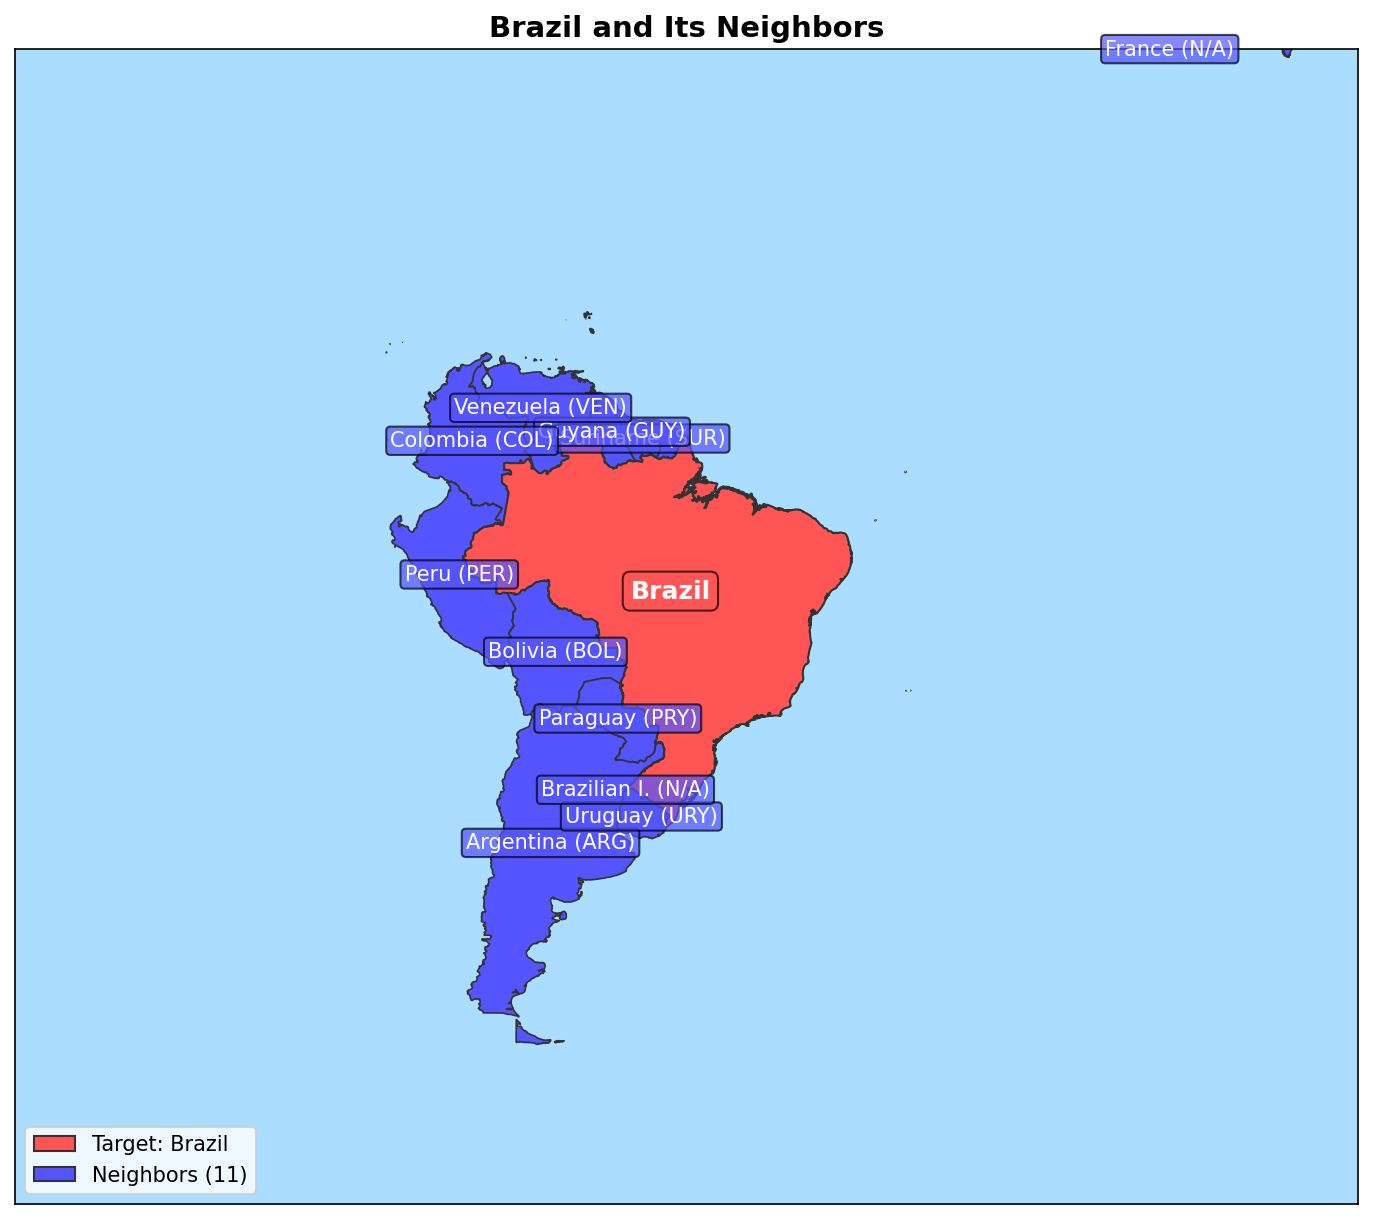 Brazil and Its Neighbors
France (N/A)
Venezuela (VEN)
Guyana (GUY)
(SUR)
Colombia (COL)
Peru (PER)
Brazil
Bolivia (BOL)
Paraguay (PRY)
Brazilian I. (N/A)
Uruguay (URY)
Argentina (ARG)
Target: Brazil
Neighbors (11)